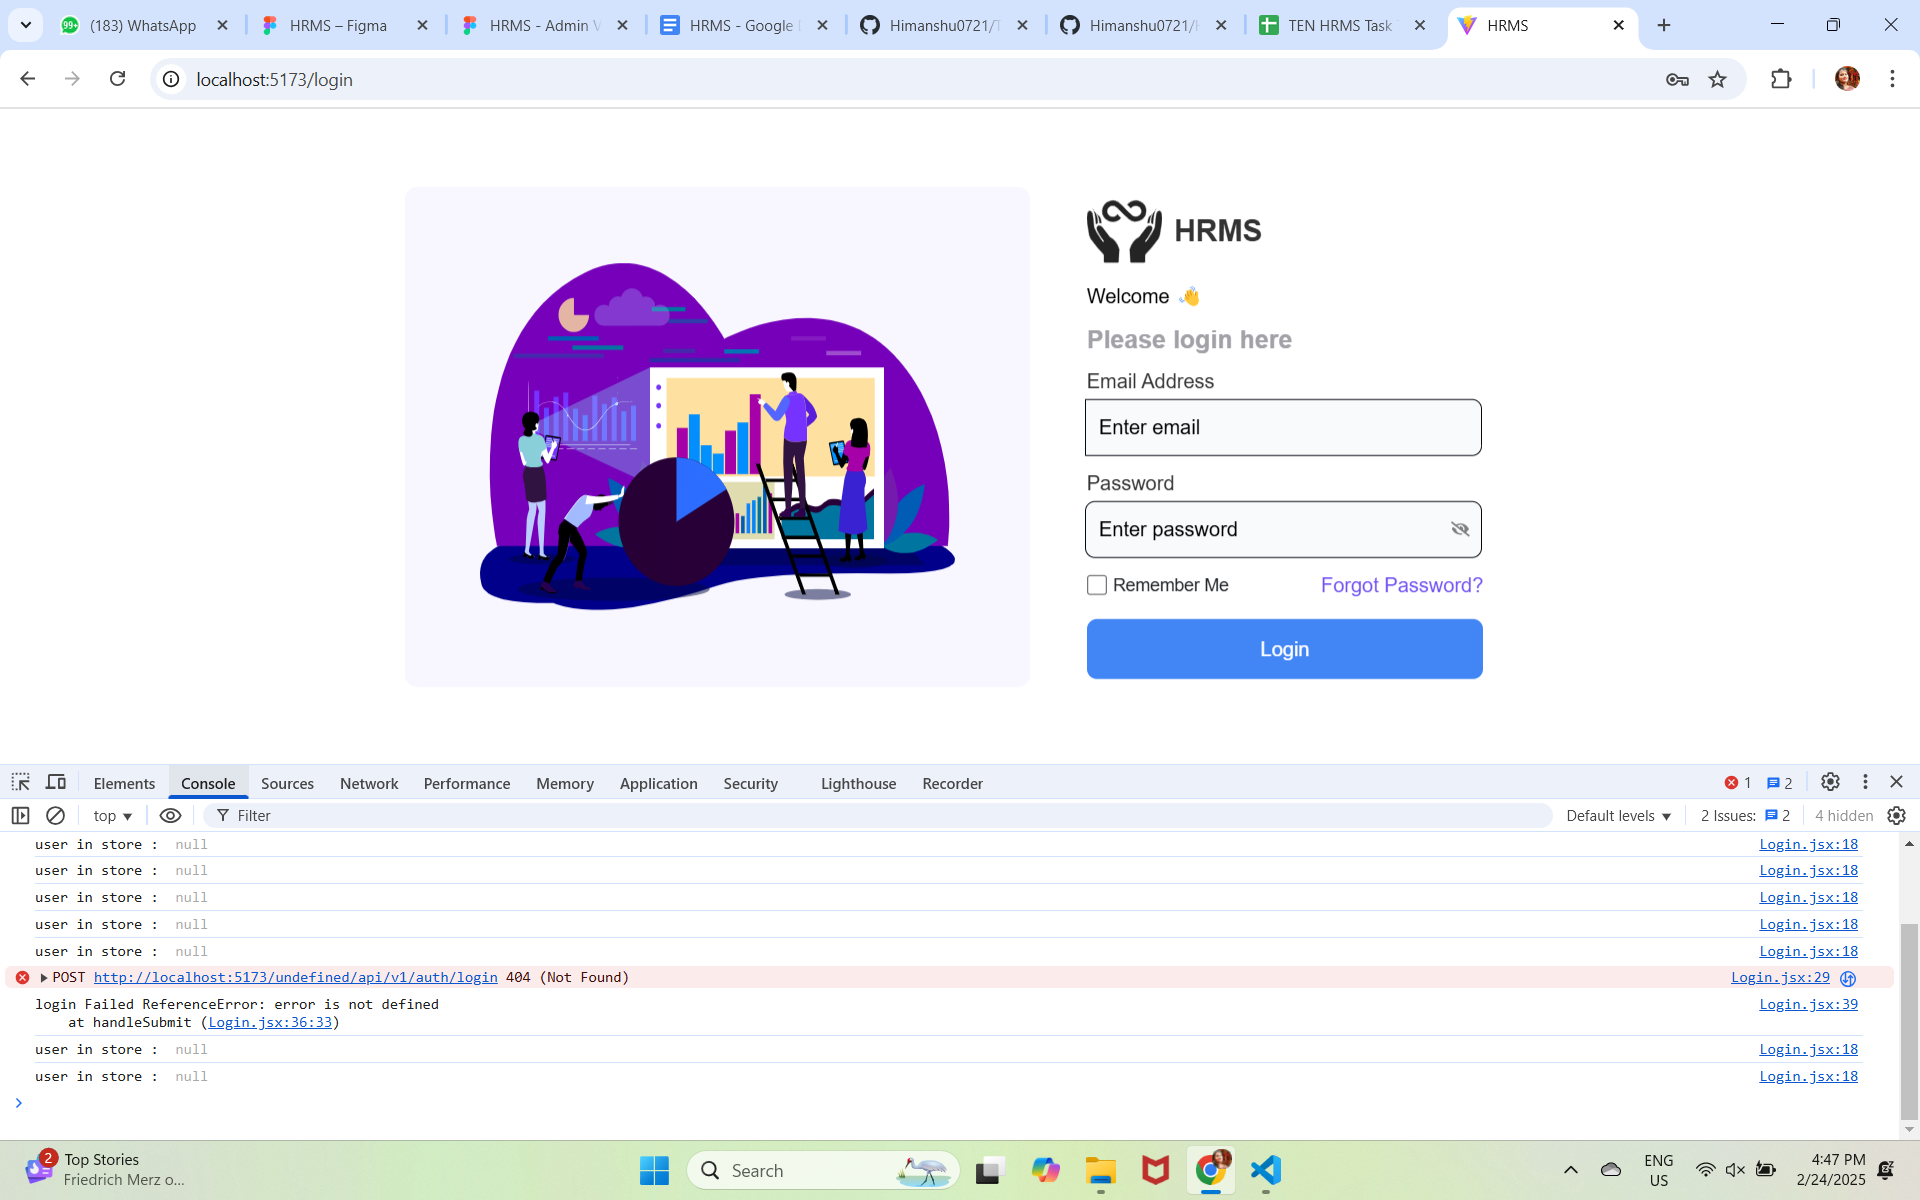 (183) WhatsApp
HRMS – Figma
HRMS - Admin V
HRMS - Google
Himanshu0721/T
Himanshu0721/
TEN HRMS Task
HRMS
localhost:5173/login
HRMS
Welcome 👋
Please login here
Email Address
Enter email
Password
Enter password
Remember Me
Forgot Password?
Login
Elements Console Sources Network Performance Memory Application Security Lighthouse Recorder 1 2
top Filter Default levels 2 Issues: 2 4 hidden
user in store : null Login.jsx:18
user in store : null Login.jsx:18
user in store : null Login.jsx:18
user in store : null Login.jsx:18
user in store : null Login.jsx:18
POST http://localhost:5173/undefined/api/v1/auth/login 404 (Not Found) Login.jsx:29
login Failed ReferenceError: error is not defined Login.jsx:39
at handleSubmit (Login.jsx:36:33)
user in store : null Login.jsx:18
user in store : null Login.jsx:18
2
Top Stories
Friedrich Merz o...
Search
ENG
US
4:47 PM
2/24/2025